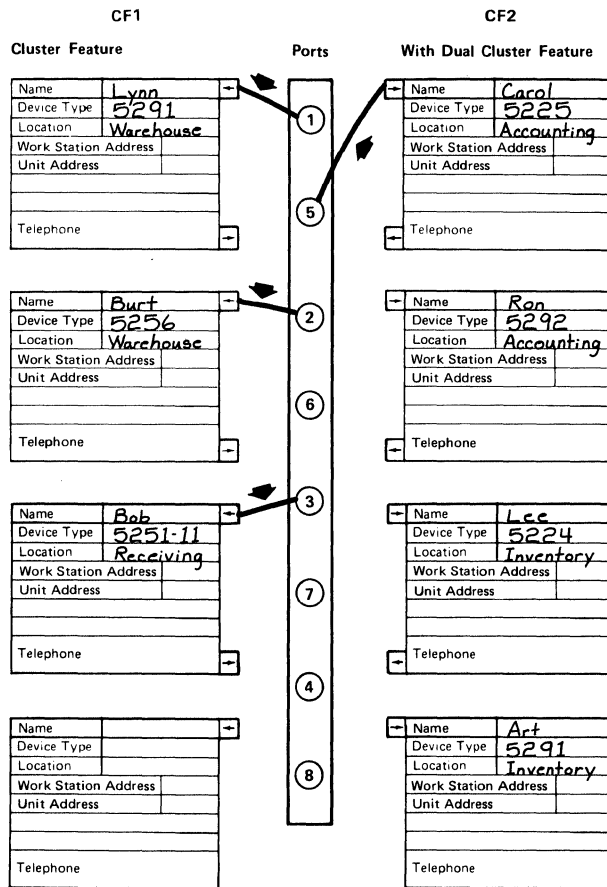 CF1
Cluster Feature
Name Lynn
Device Type 5291
Location Warehouse
Work Station Address
Unit Address
Telephone
Name Burt
Device Type 5256
Location Warehouse
Work Station Address
Unit Address
Telephone
Name Bob
Device Type 5251-11
Location Receiving
Work Station Address
Unit Address
Telephone
Name
Device Type
Location
Work Station Address
Unit Address
Telephone
Ports
1
5
2
6
3
7
4
8
CF2
With Dual Cluster Feature
Name Carol
Device Type 5225
Location Accounting
Work Station Address
Unit Address
Telephone
Name Ron
Device Type 5292
Location Accounting
Work Station Address
Unit Address
Telephone
Name Lee
Device Type 5224
Location Inventory
Work Station Address
Unit Address
Telephone
Name Art
Device Type 5291
Location Inventory
Work Station Address
Unit Address
Telephone